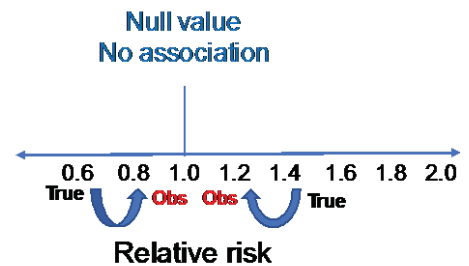 Null value
No association
0.6 0.8 1.0 1.2 1.4 1.6 1.8 2.0
True Obs Obs True
Relative risk